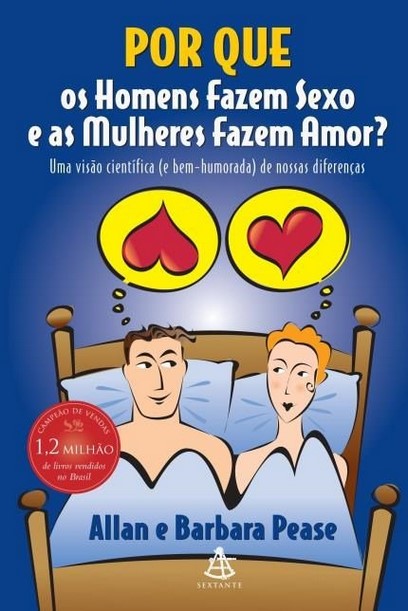 POR QUE
os Homens Fazem Sexo
e as Mulheres Fazem Amor?
Uma visão científica (e bem-humorada) de nossas diferenças
CAMPEÃO DE VENDAS
1,2 MILHÃO
de livros vendidos
no Brasil
Allan e Barbara Pease
SEXTANTE